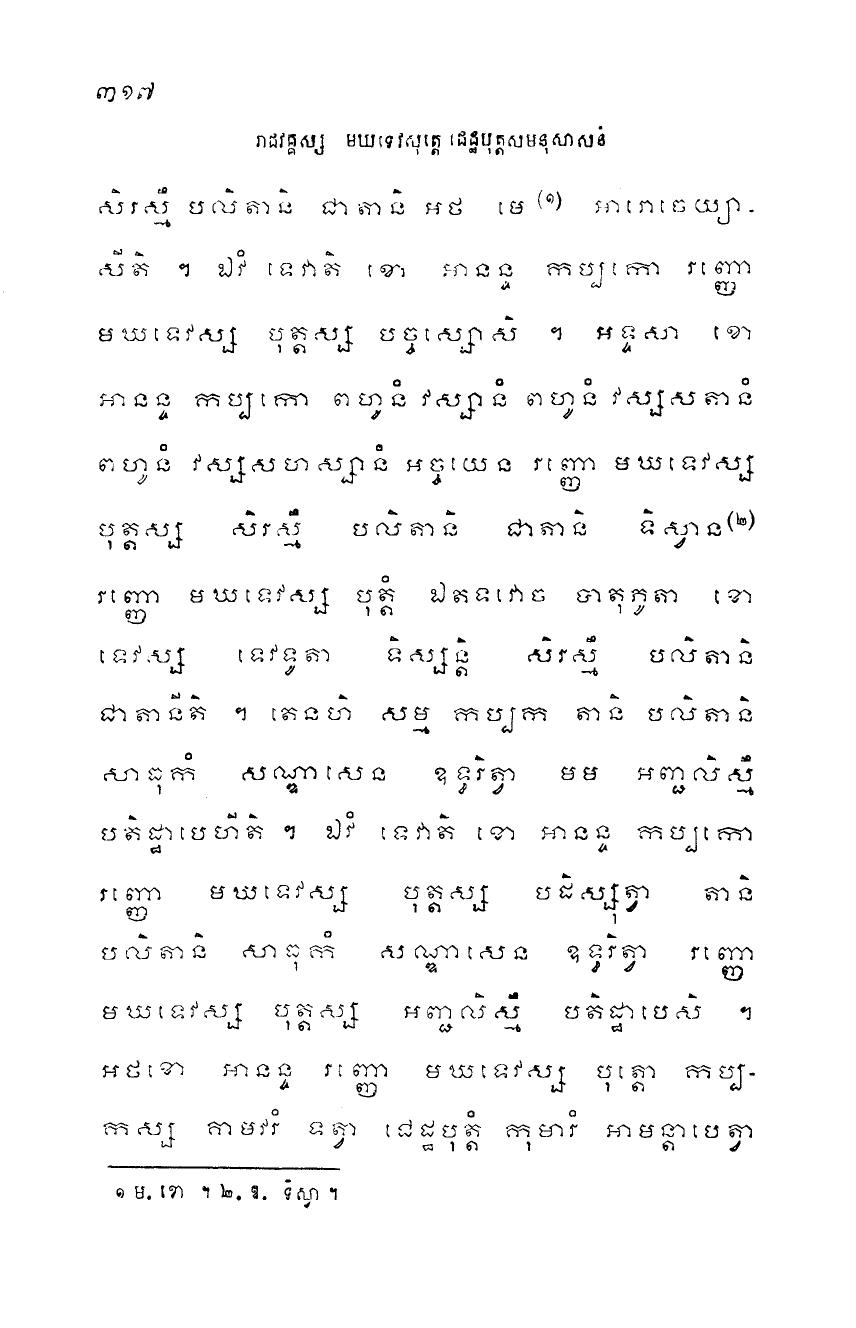 ៣១៧
រាជវគ្គស្ស មឃទេវសុត្តេ ជេដ្ឋបុត្តសមនុសាសនំ
សិរស្មឹ បលិតានិ ជាតានិ អថ មេ (១) អារោចេយ្យា-
សីតិ ។ ឯវំ ទេវាតិ ខោ អានន្ទ កប្បកោ រញ្ញោ
មឃទេវស្ស បុត្តស្ស បច្ចស្សោសិ ។ អទ្ទសា ខោ
អានន្ទ កប្បកោ ពហូនំ វស្សានំ ពហូនំ វស្សសតានំ
ពហូនំ វស្សសហស្សានំ អច្ចយេន រញ្ញោ មឃទេវស្ស
បុត្តស្ស សិរស្មឹ បលិតានិ ជាតានិ ទិស្វាន(២)
រញ្ញោ មឃទេវស្ស បុត្តំ ឯតទវោច បាតុភូតា ខោ
ទេវស្ស ទេវទូតា ទិស្សន្តិ សិរស្មឹ បលិតានិ
ជាតានីតិ ។ តេនហិ សម្ម កប្បក តានិ បលិតានិ
សាធុកំ សណ្ឌាសេន ឧទ្ធរិត្វា មម អញ្ជលិស្មឹ
បតិដ្ឋាបេហីតិ ។ ឯវំ ទេវាតិ ខោ អានន្ទ កប្បកោ
រញ្ញោ មឃទេវស្ស បុត្តស្ស បដិស្សុត្វា តានិ
បលិតានិ សាធុកំ សណ្ឌាសេន ឧទ្ធរិត្វា រញ្ញោ
មឃទេវស្ស បុត្តស្ស អញ្ជលិស្មឹ បតិដ្ឋាបេសិ ។
អថខោ អានន្ទ រញ្ញោ មឃទេវស្ស បុត្តោ កប្ប-
កស្ស គាមវរំ ទត្វា ជេដ្ឋបុត្តំ កុមារំ អាមន្តាបេត្វា
១ ម. ខោ ។ ២. ឱ. ទិស្វា ។